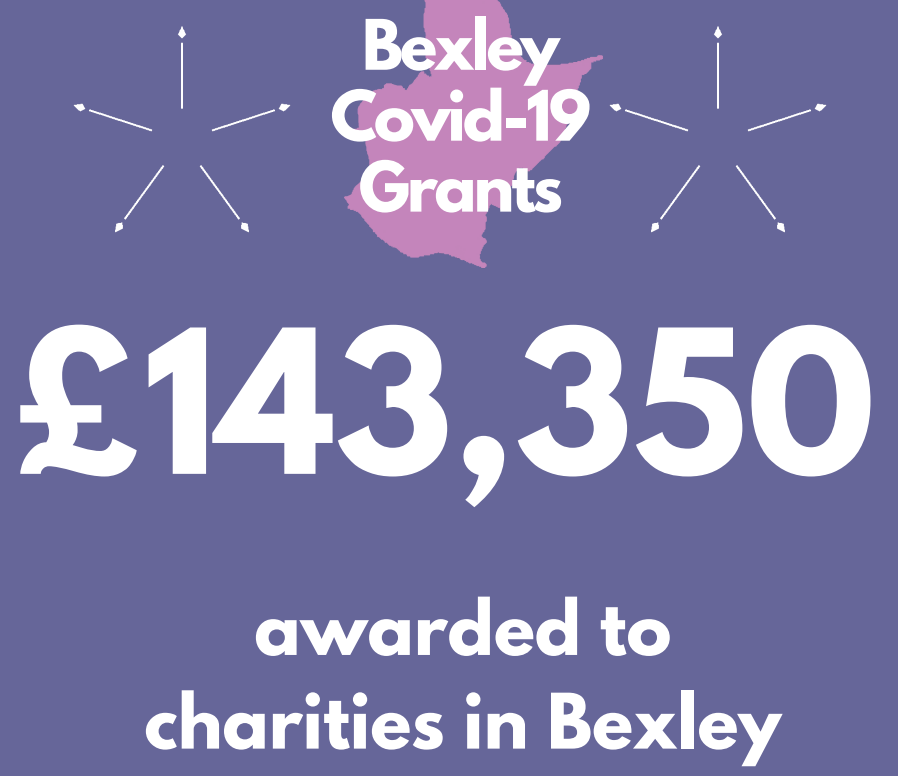 Bexley
Covid-19
Grants
£143,350
awarded to
charities in Bexley